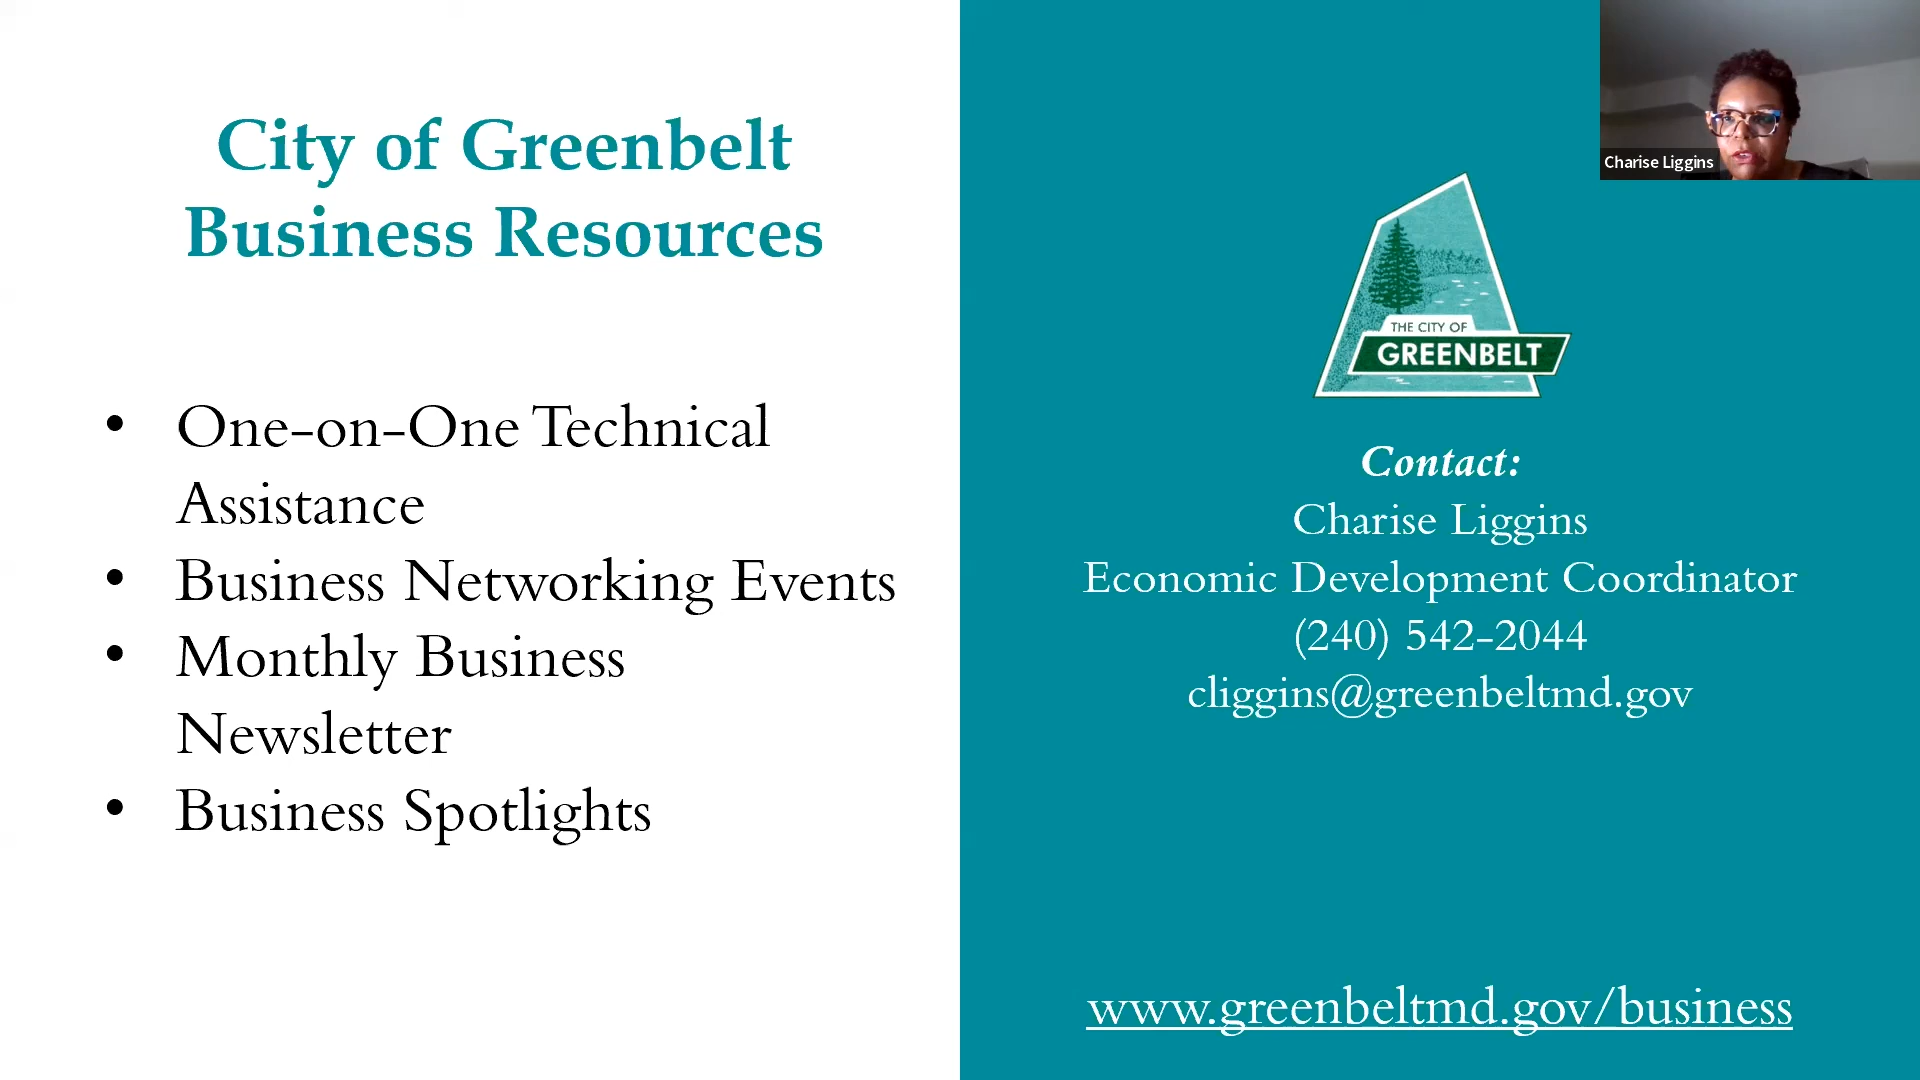 City of Greenbelt
Business Resources
• One-on-One Technical
Assistance
• Business Networking Events
• Monthly Business
Newsletter
• Business Spotlights
Charise Liggins
THE CITY OF
GREENBELT
Contact:
Charise Liggins
Economic Development Coordinator
(240) 542-2044
cliggins@greenbeltmd.gov
www.greenbeltmd.gov/business